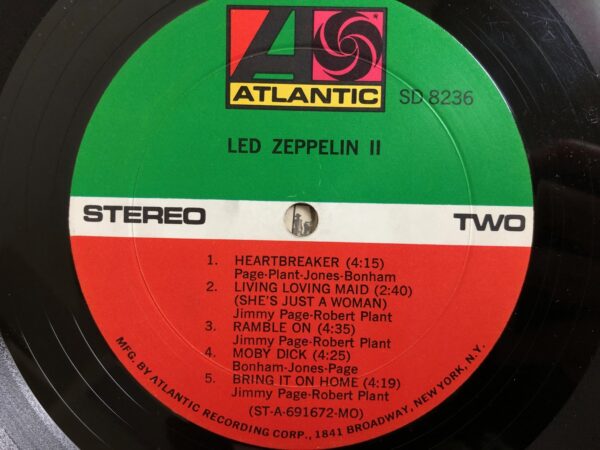 ATLANTIC
SD 8236
LED ZEPPELIN II
STEREO
TWO
1. HEARTBREAKER (4:15)
Page-Plant-Jones-Bonham
2. LIVING LOVING MAID (2:40)
(SHE'S JUST A WOMAN)
Jimmy Page-Robert Plant
3. RAMBLE ON (4:35)
Jimmy Page-Robert Plant
4. MOBY DICK (4:25)
Bonham-Jones-Page
5. BRING IT ON HOME (4:19)
Jimmy Page-Robert Plant
(ST-A-691672-MO)
MFG. BY ATLANTIC RECORDING CORP., 1841 BROADWAY, NEW YORK, N.Y.